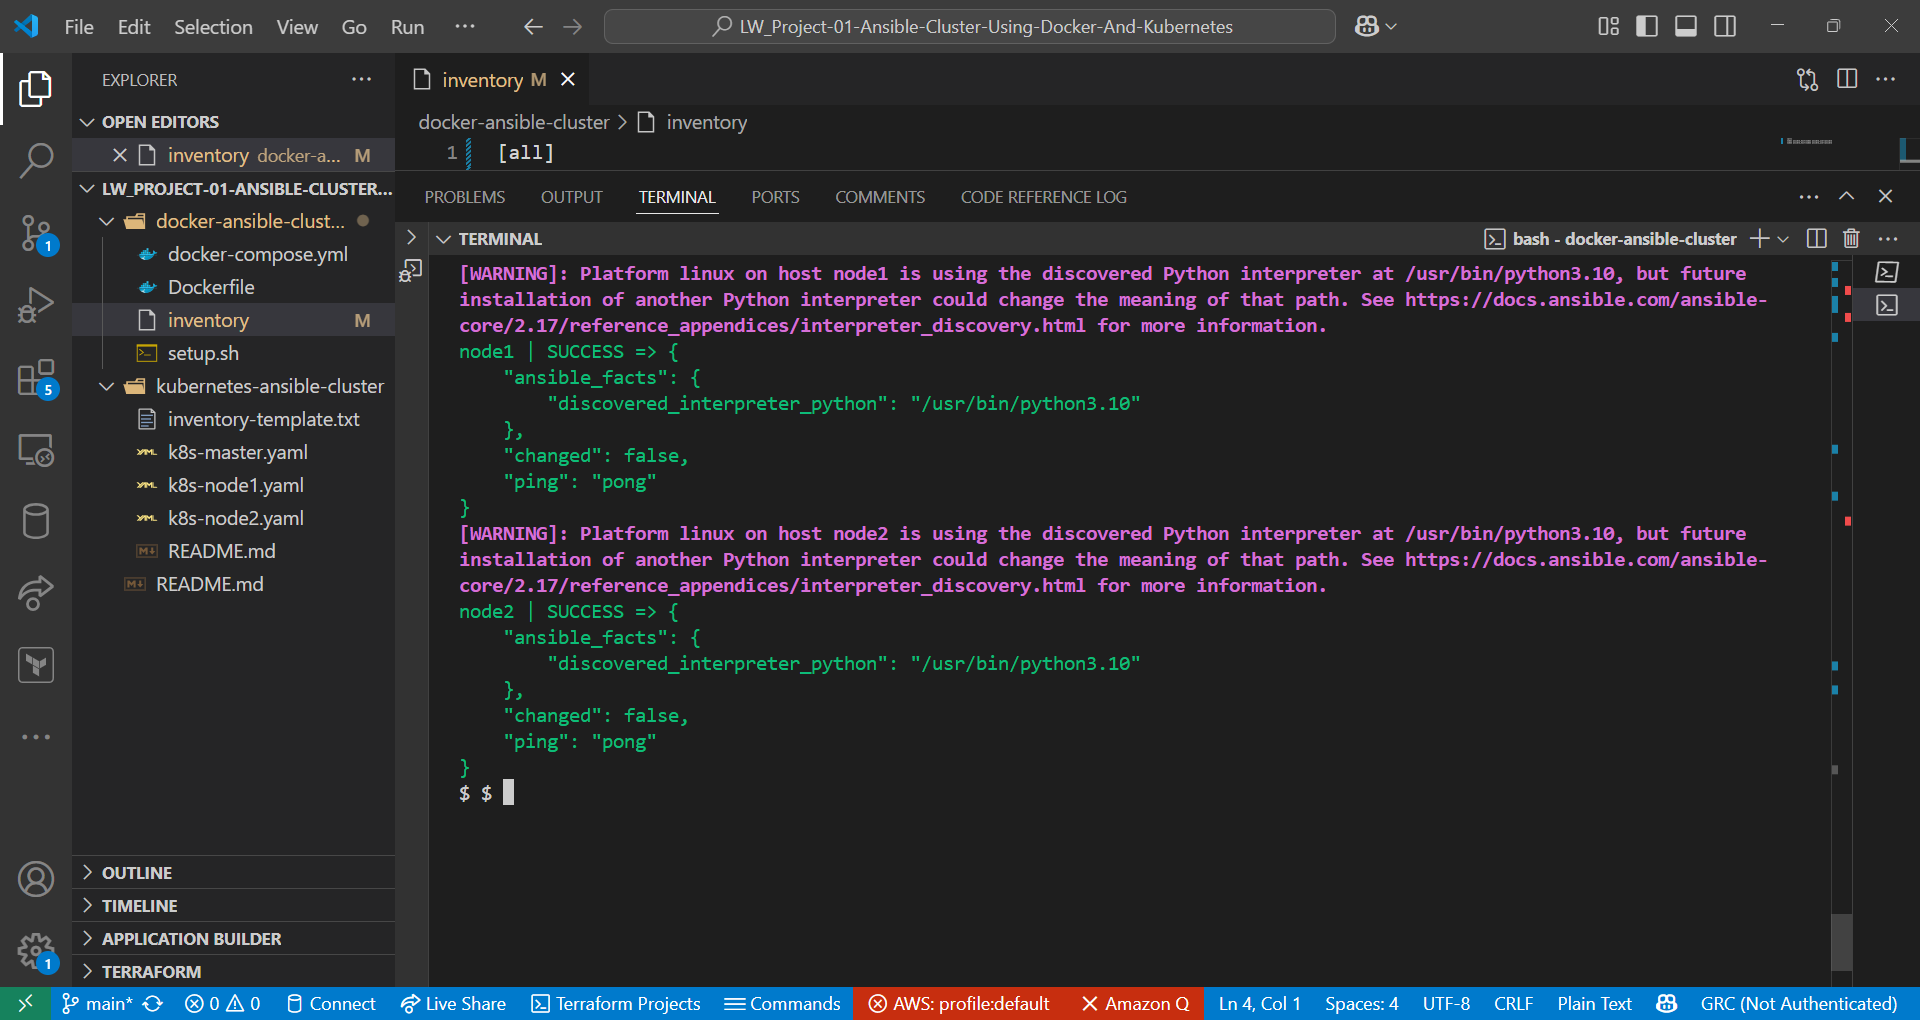 File Edit Selection View Go Run ··· LW_Project-01-Ansible-Cluster-Using-Docker-And-Kubernetes
EXPLORER
OPEN EDITORS
inventory docker-a... M
LW_PROJECT-01-ANSIBLE-CLUSTER...
docker-ansible-clust...
docker-compose.yml
Dockerfile
inventory M
setup.sh
kubernetes-ansible-cluster
inventory-template.txt
k8s-master.yaml
k8s-node1.yaml
k8s-node2.yaml
README.md
README.md
OUTLINE
TIMELINE
APPLICATION BUILDER
TERRAFORM
1
5
1
inventory M
docker-ansible-cluster > inventory
1 [all]
PROBLEMS OUTPUT TERMINAL PORTS COMMENTS CODE REFERENCE LOG
TERMINAL bash - docker-ansible-cluster
[WARNING]: Platform linux on host node1 is using the discovered Python interpreter at /usr/bin/python3.10, but future
installation of another Python interpreter could change the meaning of that path. See https://docs.ansible.com/ansible-
core/2.17/reference_appendices/interpreter_discovery.html for more information.
node1 | SUCCESS => {
    "ansible_facts": {
        "discovered_interpreter_python": "/usr/bin/python3.10"
    },
    "changed": false,
    "ping": "pong"
}
[WARNING]: Platform linux on host node2 is using the discovered Python interpreter at /usr/bin/python3.10, but future
installation of another Python interpreter could change the meaning of that path. See https://docs.ansible.com/ansible-
core/2.17/reference_appendices/interpreter_discovery.html for more information.
node2 | SUCCESS => {
    "ansible_facts": {
        "discovered_interpreter_python": "/usr/bin/python3.10"
    },
    "changed": false,
    "ping": "pong"
}
$ $
main* 0 0 Connect Live Share Terraform Projects Commands AWS: profile:default Amazon Q Ln 4, Col 1 Spaces: 4 UTF-8 CRLF Plain Text GRC (Not Authenticated)